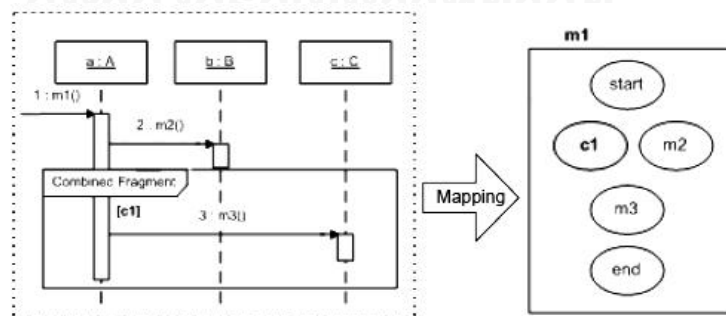 a : A
b : B
c : C
1 : m1()
2 : m2()
Combined Fragment
[c1]
3 : m3()
Mapping
m1
start
c1
m2
m3
end